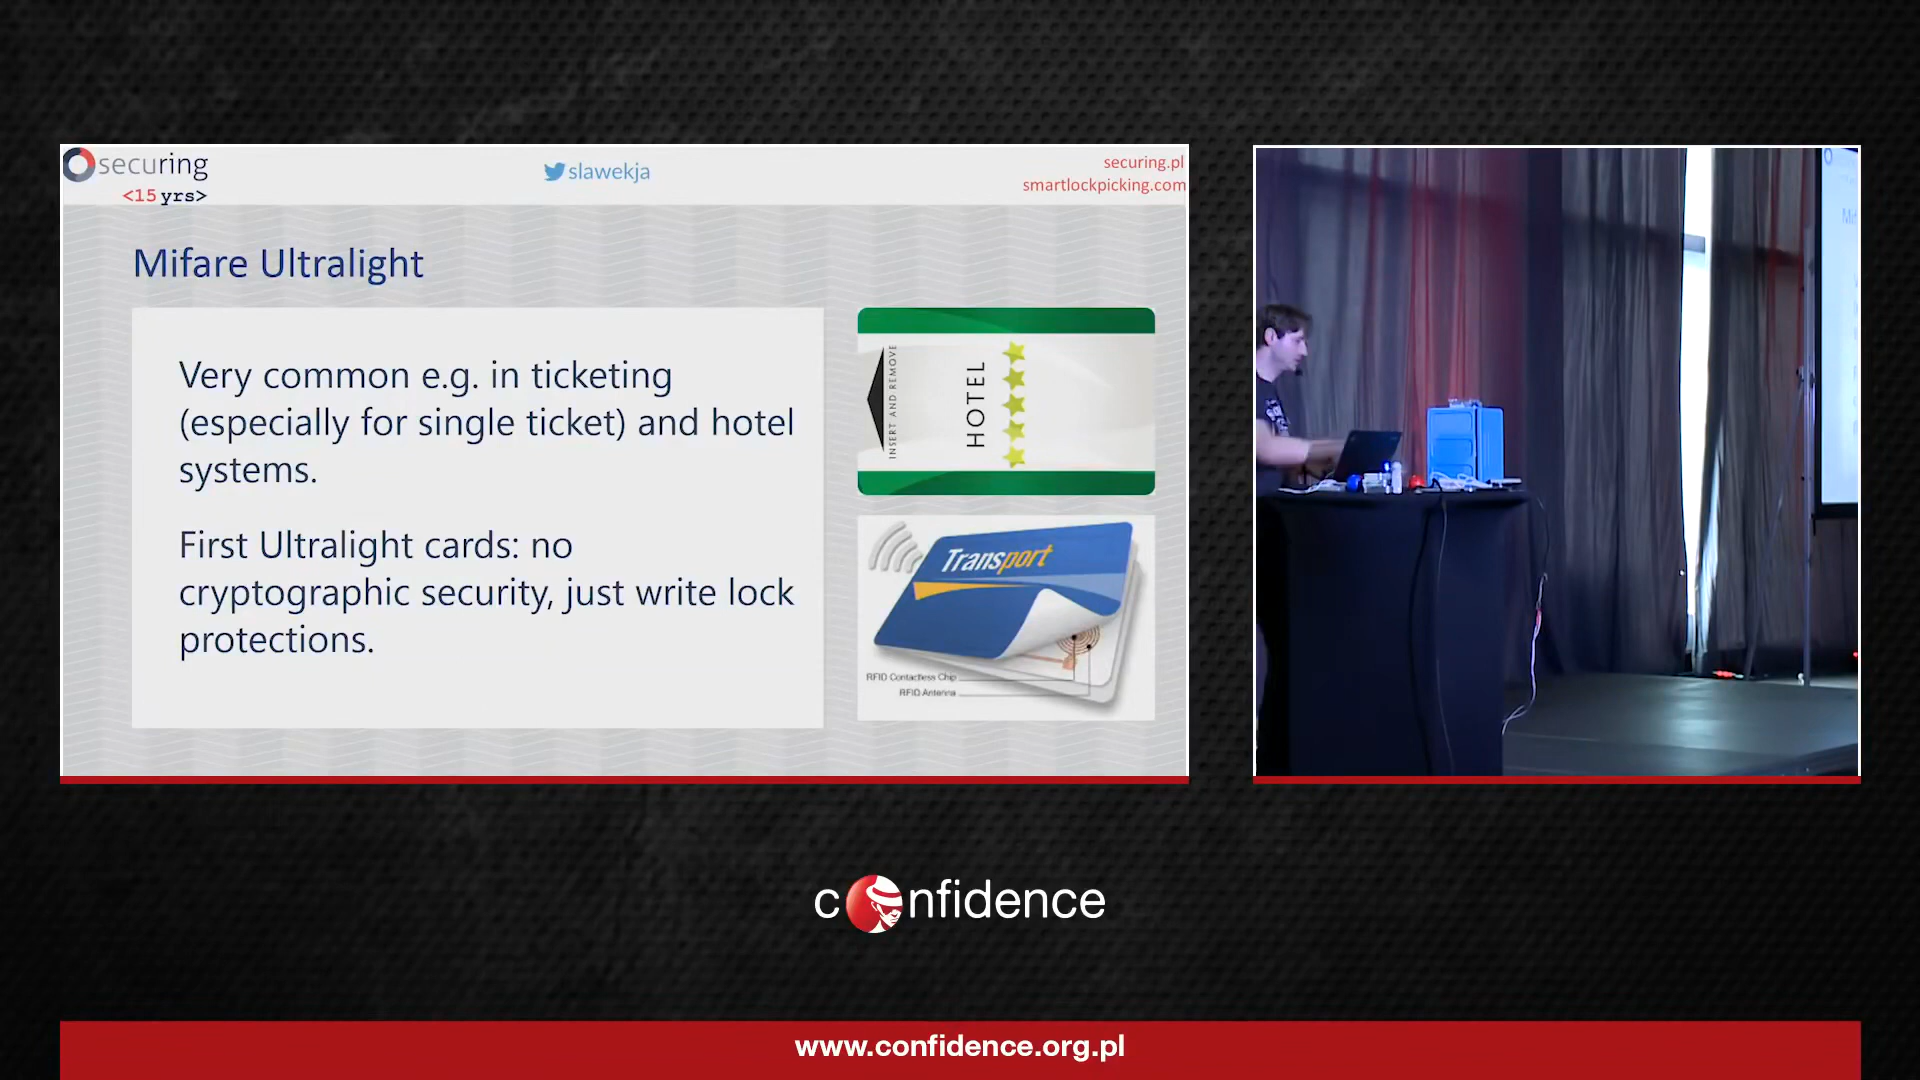 securing
<15 yrs>
slawekja
securing.pl
smartlockpicking.com
Mifare Ultralight
Very common e.g. in ticketing
(especially for single ticket) and hotel
systems.
First Ultralight cards: no
cryptographic security, just write lock
protections.
INSERT AND REMOVE
HOTEL
Transport
RFID Contactless Chip
RFID Antenna
confidence
www.confidence.org.pl